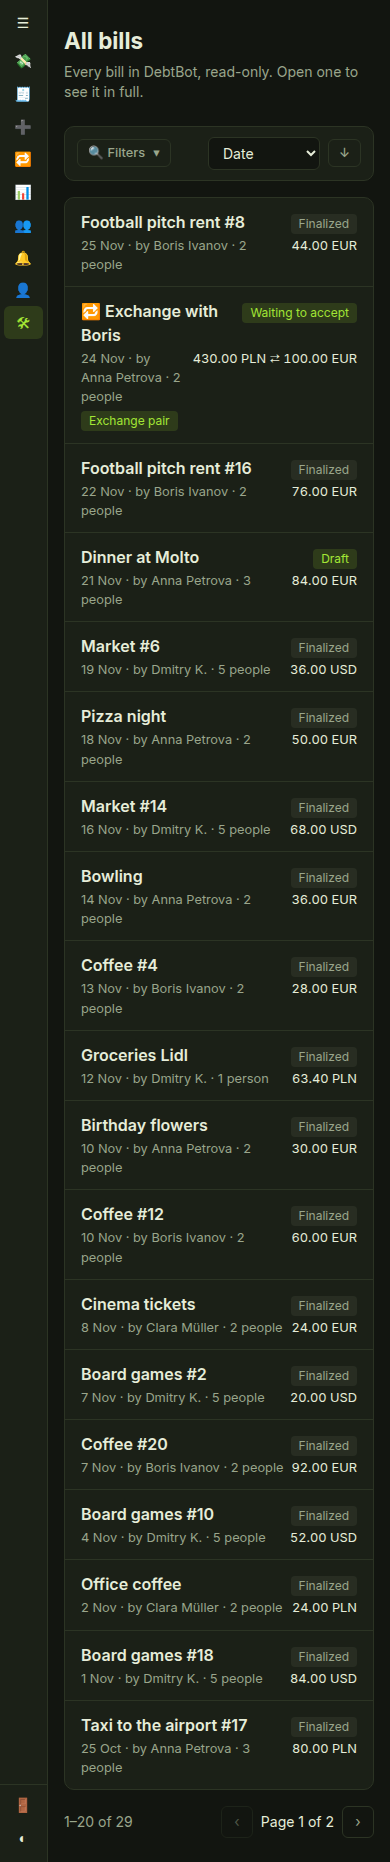 All bills
Every bill in DebtBot, read-only. Open one to
see it in full.
🔍 Filters ▾
Date
↓
Football pitch rent #8
Finalized
25 Nov · by Boris Ivanov · 2
people
44.00 EUR
🔁 Exchange with
Boris
Waiting to accept
24 Nov · by
Anna Petrova · 2
people
430.00 PLN ⇄ 100.00 EUR
Exchange pair
Football pitch rent #16
Finalized
22 Nov · by Boris Ivanov · 2
people
76.00 EUR
Dinner at Molto
Draft
21 Nov · by Anna Petrova · 3
people
84.00 EUR
Market #6
Finalized
19 Nov · by Dmitry K. · 5 people
36.00 USD
Pizza night
Finalized
18 Nov · by Anna Petrova · 2
people
50.00 EUR
Market #14
Finalized
16 Nov · by Dmitry K. · 5 people
68.00 USD
Bowling
Finalized
14 Nov · by Anna Petrova · 2
people
36.00 EUR
Coffee #4
Finalized
13 Nov · by Boris Ivanov · 2
people
28.00 EUR
Groceries Lidl
Finalized
12 Nov · by Dmitry K. · 1 person
63.40 PLN
Birthday flowers
Finalized
10 Nov · by Anna Petrova · 2
people
30.00 EUR
Coffee #12
Finalized
10 Nov · by Boris Ivanov · 2
people
60.00 EUR
Cinema tickets
Finalized
8 Nov · by Clara Müller · 2 people
24.00 EUR
Board games #2
Finalized
7 Nov · by Dmitry K. · 5 people
20.00 USD
Coffee #20
Finalized
7 Nov · by Boris Ivanov · 2 people
92.00 EUR
Board games #10
Finalized
4 Nov · by Dmitry K. · 5 people
52.00 USD
Office coffee
Finalized
2 Nov · by Clara Müller · 2 people
24.00 PLN
Board games #18
Finalized
1 Nov · by Dmitry K. · 5 people
84.00 USD
Taxi to the airport #17
Finalized
25 Oct · by Anna Petrova · 3
people
80.00 PLN
1–20 of 29
‹
Page 1 of 2
›